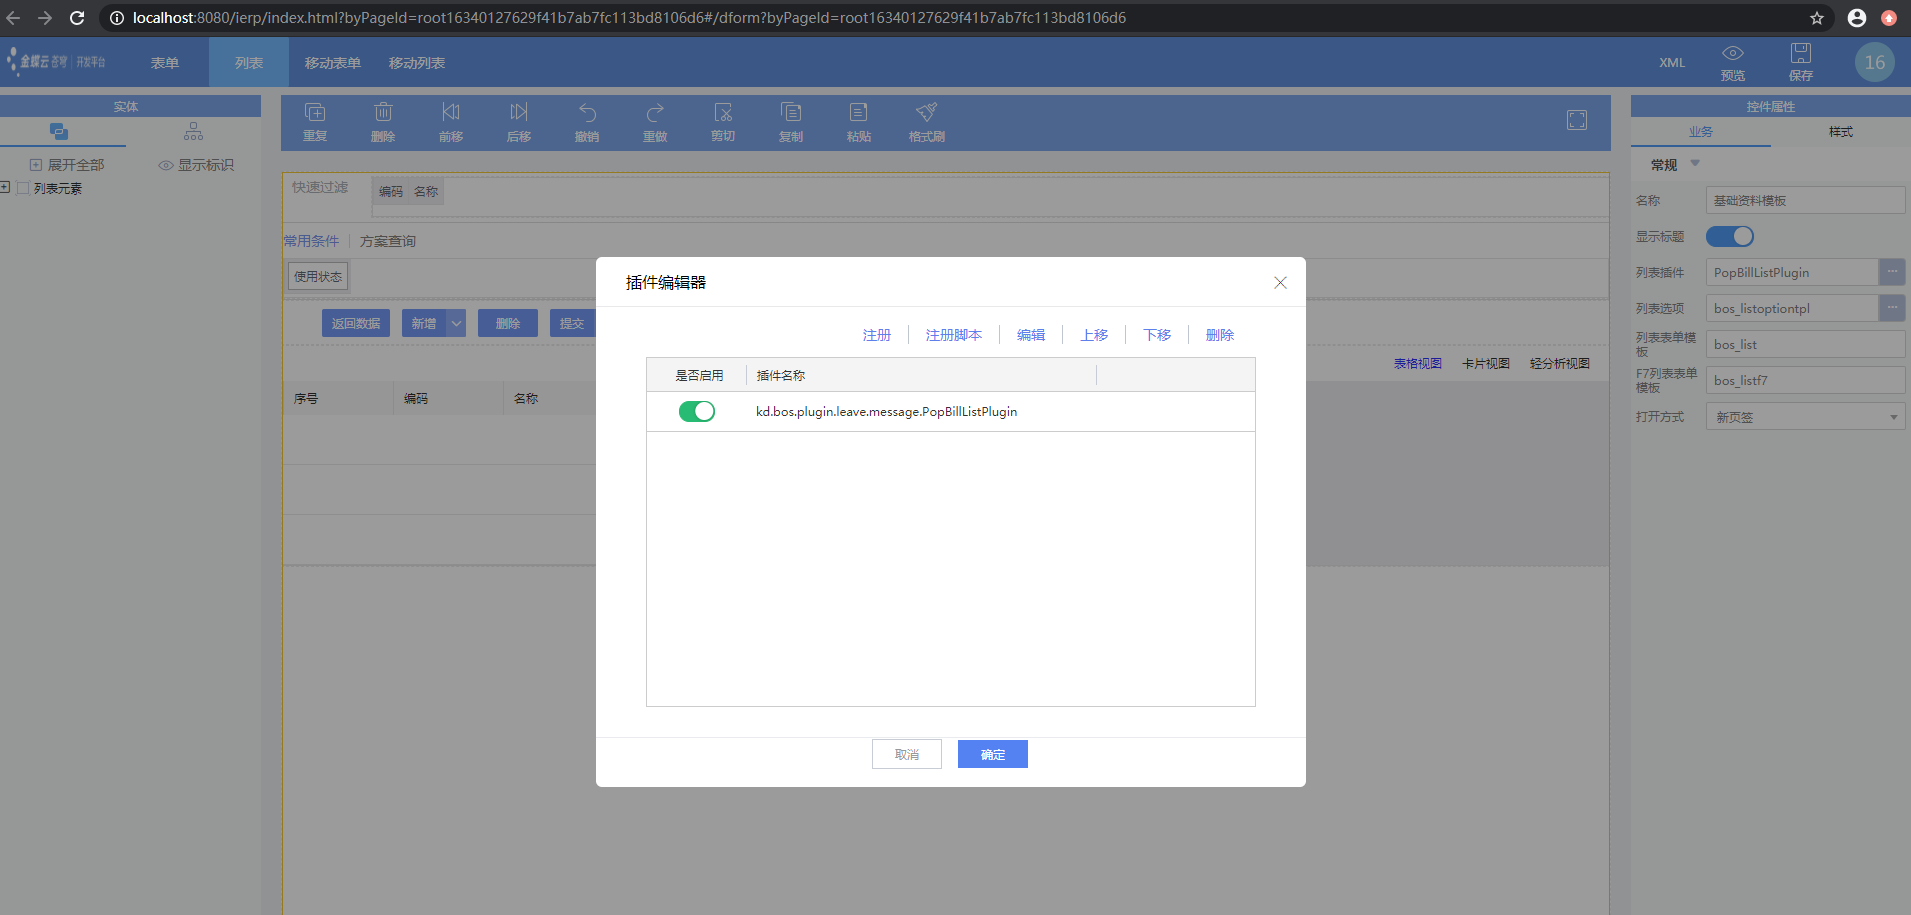 localhost:8080/ierp/index.html?byPageId=root16340127629f41b7ab7fc113bd8106d6#/dform?byPageId=root16340127629f41b7ab7fc113bd8106d6
金蝶云 苍穹 | 开发平台 表单 列表 移动表单 移动列表 XML 预览 保存 16
实体
展开全部 显示标识
列表元素
重复 删除 前移 后移 撤销 重做 剪切 复制 粘贴 格式刷
快速过滤 编码 名称
常用条件 方案查询
使用状态
返回数据 新增 删除 提交
表格视图 卡片视图 轻分析视图
序号 编码 名称
插件编辑器
注册 注册脚本 编辑 上移 下移 删除
是否启用 插件名称
kd.bos.plugin.leave.message.PopBillListPlugin
取消 确定
控件属性
业务 样式
常规
名称 基础资料模板
显示标题
列表插件 PopBillListPlugin ...
列表选项 bos_listoptiontpl ...
列表表单模板 bos_list
F7列表表单模板 bos_listf7
打开方式 新页签